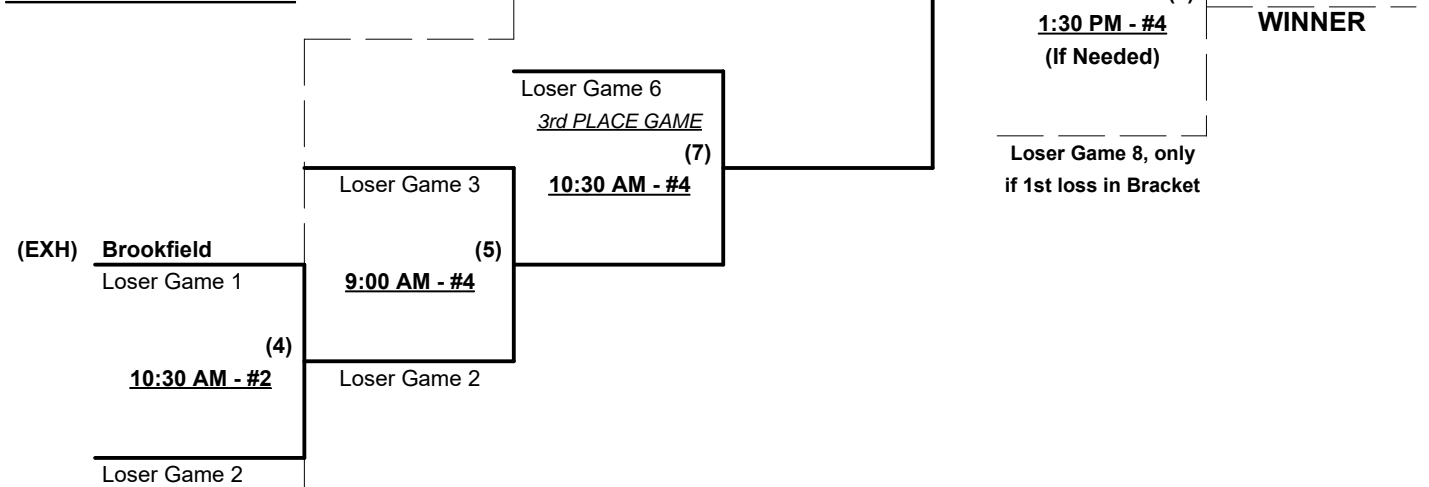 1:30 PM - #4
WINNER
(If Needed)
Loser Game 6
3rd PLACE GAME
(7)
Loser Game 8, only
Loser Game 3
10:30 AM - #4
if 1st loss in Bracket
(EXH) Brookfield
(5)
Loser Game 1
9:00 AM - #4
(4)
10:30 AM - #2
Loser Game 2
Loser Game 2